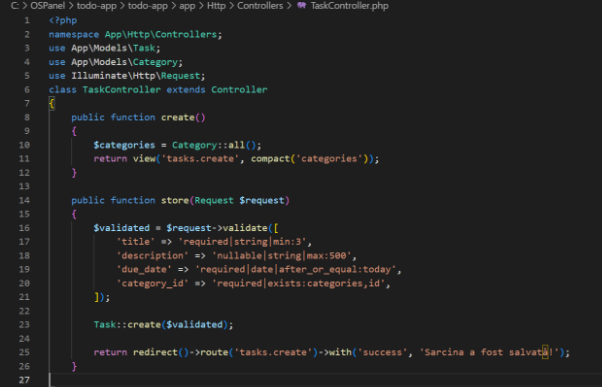 C: > OSPanel > todo-app > todo-app > app > Http > Controllers > TaskController.php
1 <?php
2 namespace App\Http\Controllers;
3 use App\Models\Task;
4 use App\Models\Category;
5 use Illuminate\Http\Request;
6 class TaskController extends Controller
7 {
8     public function create()
9     {
10         $categories = Category::all();
11         return view('tasks.create', compact('categories'));
12     }
13
14     public function store(Request $request)
15     {
16         $validated = $request->validate([
17             'title' => 'required|string|min:3',
18             'description' => 'nullable|string|max:500',
19             'due_date' => 'required|date|after_or_equal:today',
20             'category_id' => 'required|exists:categories,id',
21         ]);
22
23         Task::create($validated);
24
25         return redirect()->route('tasks.create')->with('success', 'Sarcina a fost salvată!');
26     }
27